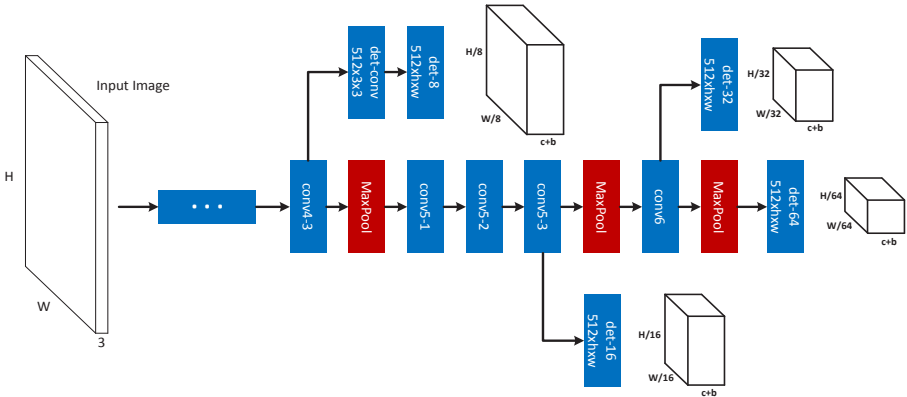 Input Image
H
W
3
• • •
conv4-3
det-conv
512x3x3
det-8
512xhxw
H/8
W/8
c+b
MaxPool
conv5-1
conv5-2
conv5-3
det-16
512xhxw
H/16
W/16
c+b
MaxPool
conv6
det-32
512xhxw
H/32
W/32
c+b
MaxPool
det-64
512xhxw
H/64
W/64
c+b